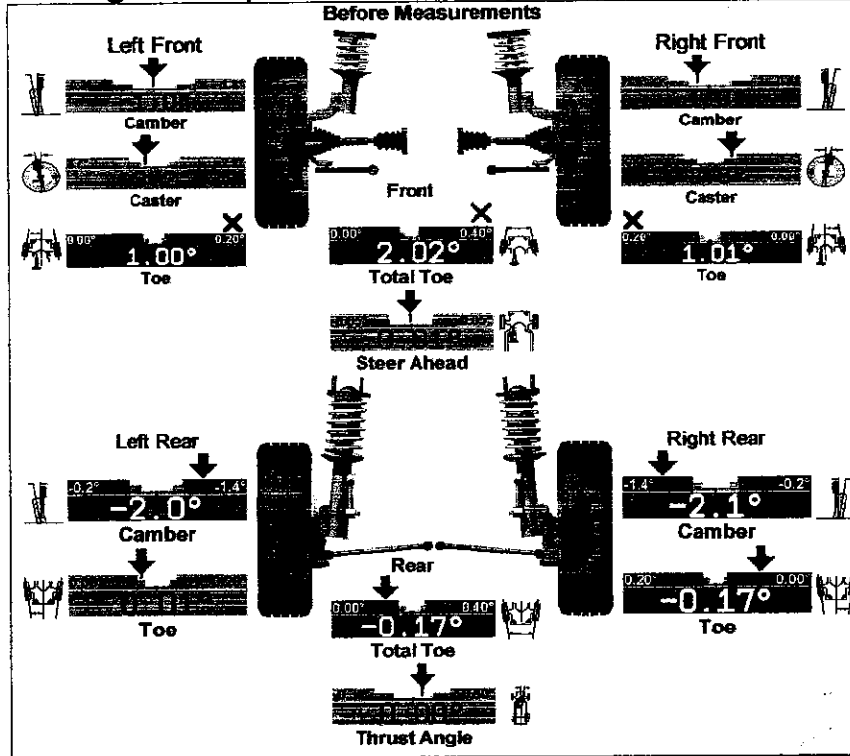 Before Measurements
Left Front
Right Front
Camber
Camber
Caster
Caster
Front
0.00° 0.20°
1.00°
Toe
0.00° 0.40°
2.02°
Total Toe
0.20° 0.00°
1.01°
Toe
Steer Ahead
Left Rear
Right Rear
-0.2° -1.4°
-2.0°
Camber
-1.4° -0.2°
-2.1°
Camber
Rear
Toe
0.00° 0.40°
-0.17°
Total Toe
0.20° 0.00°
-0.17°
Toe
Thrust Angle